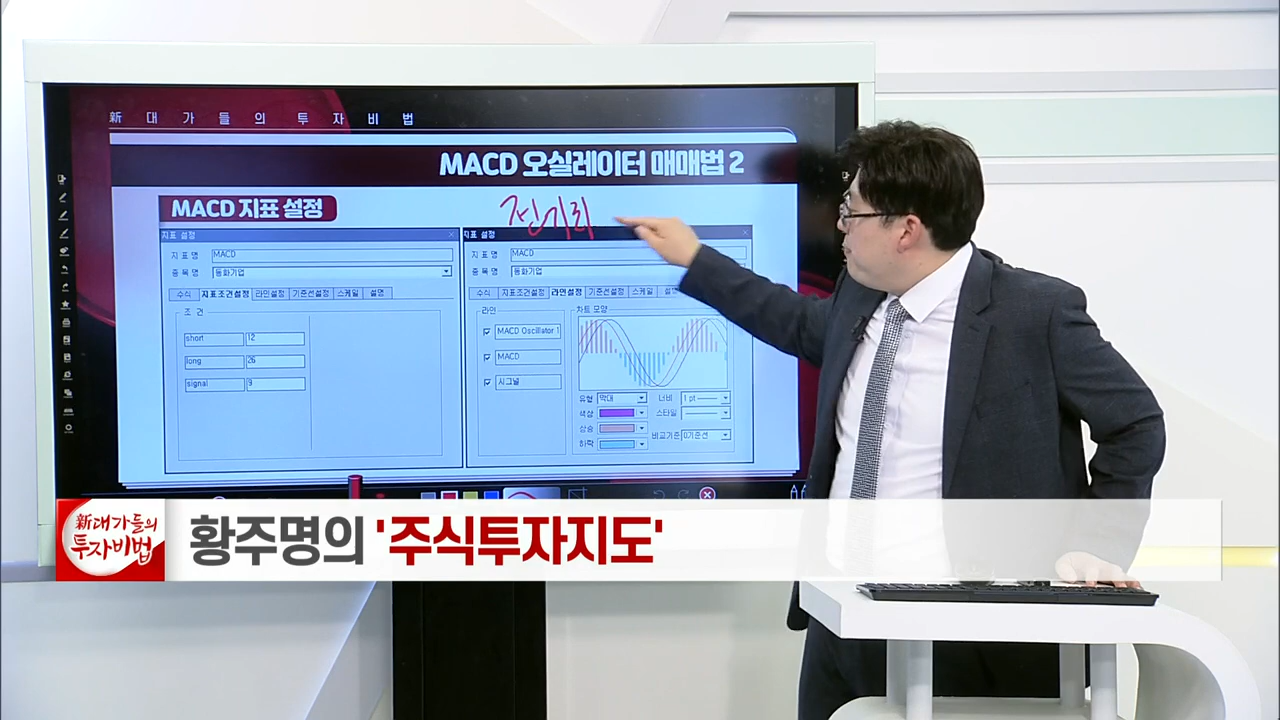 新 대 가 들 의 투 자 비 법
MACD 오실레이터 매매법 2
MACD 지표 설정
지표 설정
지표명 MACD
종목명 동화기업
수식 지표조건설정 라인설정 기준선설정 스케일 설명
조 건
short 12
long 26
signal 9
지표 설정
지표명 MACD
종목명 동화기업
수식 지표조건설정 라인설정 기준선설정 스케일
라인
차트 모양
MACD Oscillator 1
MACD
시그널
유형 막대 너비 1 pt
색상 스타일
상승 비교기준 0기준선
하락
新대가들의
투자비법
황주명의 '주식투자지도'